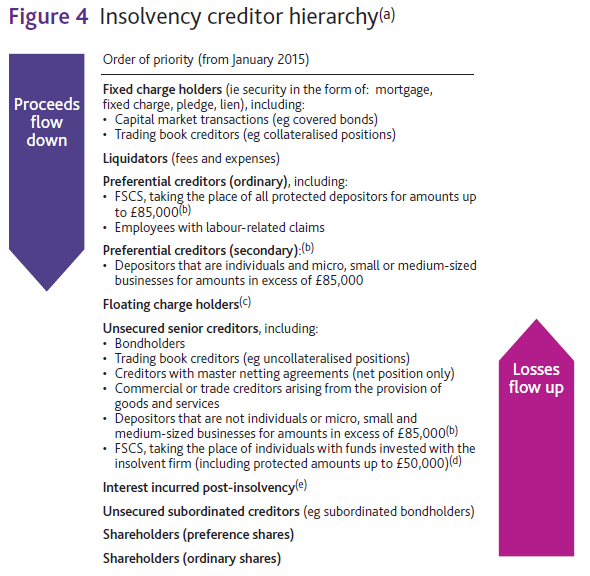 Figure 4 Insolvency creditor hierarchy(a)
Order of priority (from January 2015)
Proceeds
flow
down
Fixed charge holders (ie security in the form of: mortgage,
fixed charge, pledge, lien), including:
• Capital market transactions (eg covered bonds)
• Trading book creditors (eg collateralised positions)
Liquidators (fees and expenses)
Preferential creditors (ordinary), including:
• FSCS, taking the place of all protected depositors for amounts up
to £85,000(b)
• Employees with labour-related claims
Preferential creditors (secondary):(b)
• Depositors that are individuals and micro, small or medium-sized
businesses for amounts in excess of £85,000
Floating charge holders(c)
Unsecured senior creditors, including:
• Bondholders
• Trading book creditors (eg uncollateralised positions)
• Creditors with master netting agreements (net position only)
• Commercial or trade creditors arising from the provision of
goods and services
• Depositors that are not individuals or micro, small and
medium-sized businesses for amounts in excess of £85,000(b)
• FSCS, taking the place of individuals with funds invested with the
insolvent firm (including protected amounts up to £50,000)(d)
Interest incurred post-insolvency(e)
Unsecured subordinated creditors (eg subordinated bondholders)
Shareholders (preference shares)
Shareholders (ordinary shares)
Losses
flow up